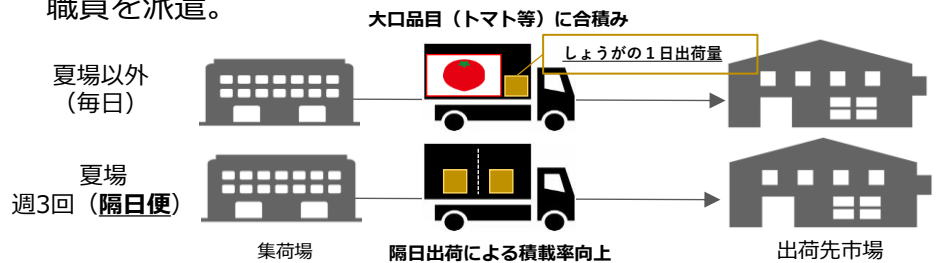 職員を派遣。
大口品目（トマト等）に合積み
しょうがの１日出荷量
夏場以外
（毎日）
夏場
週3回（隔日便）
集荷場
隔日出荷による積載率向上
出荷先市場